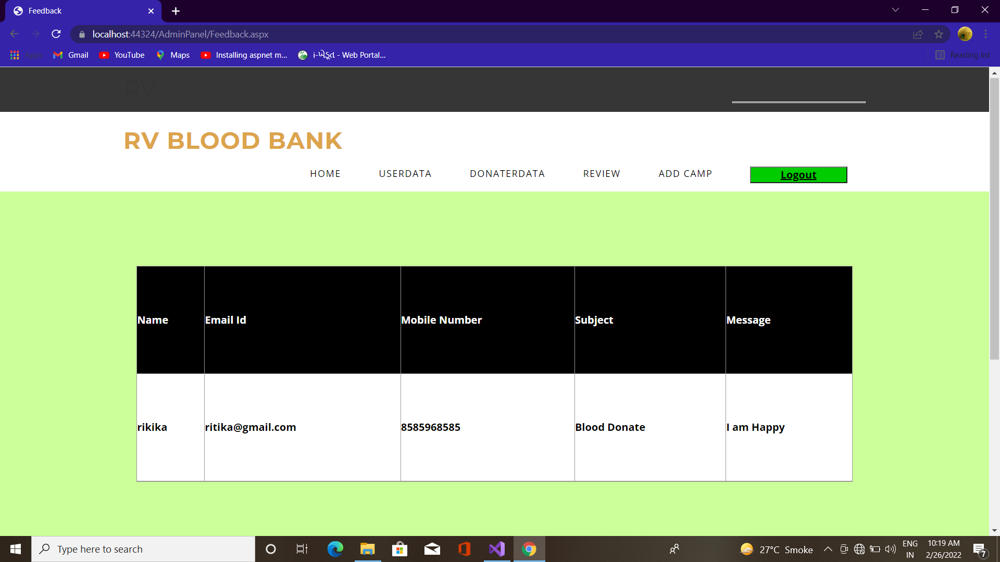 Feedback
localhost:44324/AdminPanel/Feedback.aspx
Apps Gmail YouTube Maps Installing aspnet m... i-ખેડૂત - Web Portal... Reading list
RV
RV BLOOD BANK
HOME USERDATA DONATERDATA REVIEW ADD CAMP Logout
Name Email Id Mobile Number Subject Message
rikika ritika@gmail.com 8585968585 Blood Donate I am Happy
Type here to search
27°C Smoke
ENG
IN
10:19 AM
2/26/2022
7